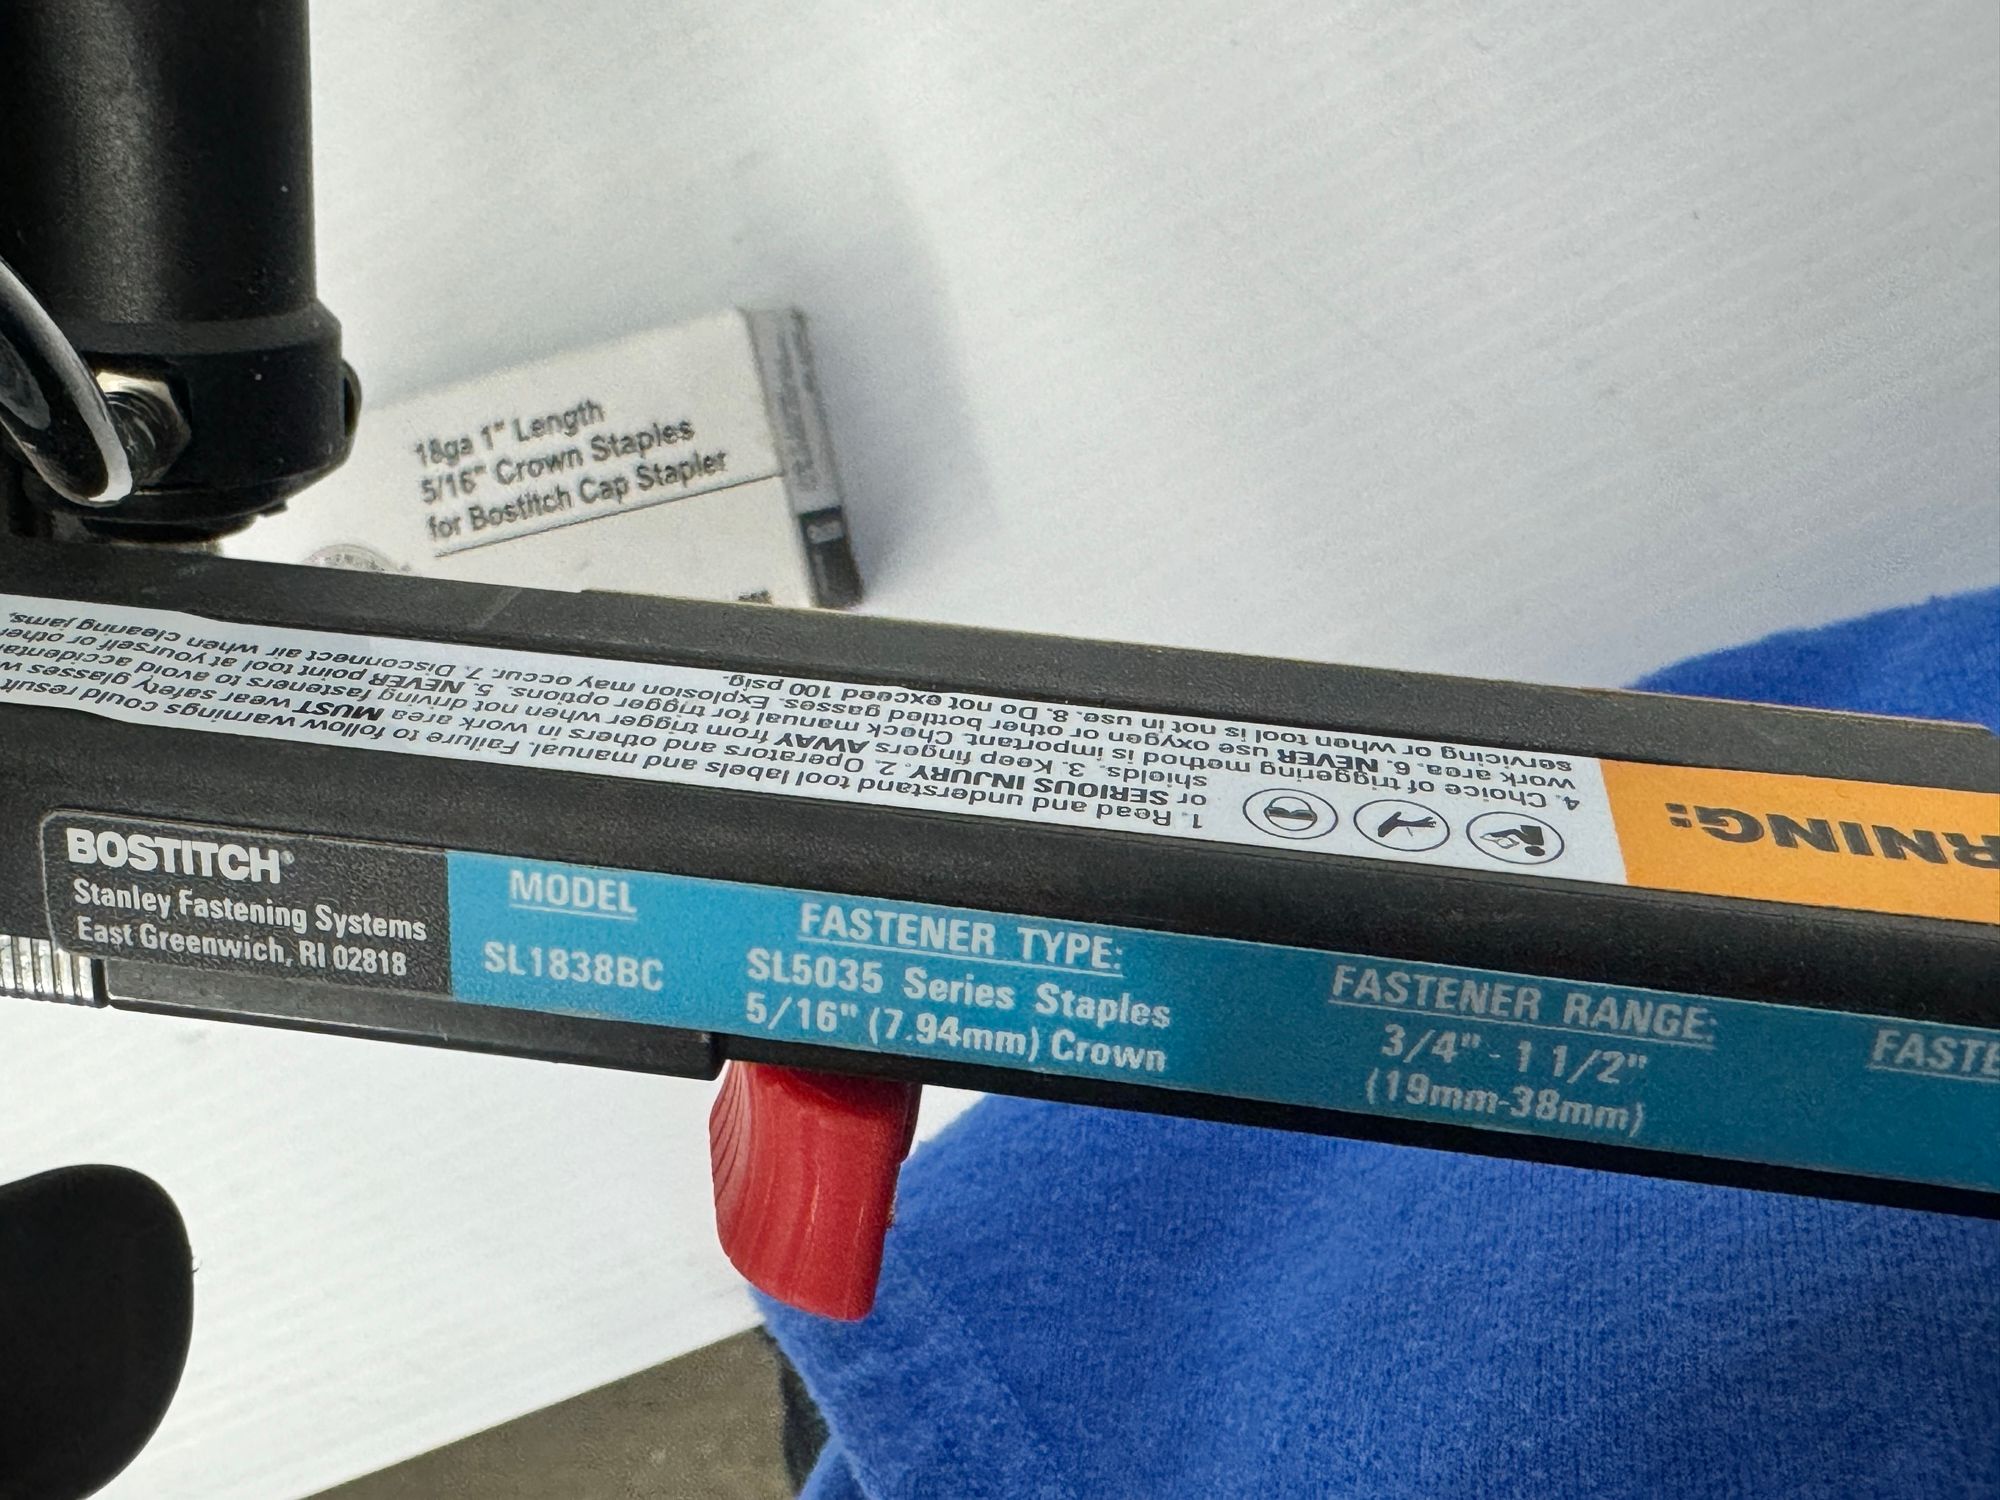 18ga 1" Length
5/16" Crown Staples
for Bostitch Cap Stapler
BOSTITCH®
Stanley Fastening Systems
East Greenwich, RI 02818
MODEL
SL1838BC
FASTENER TYPE:
SL5035 Series Staples
5/16" (7.94mm) Crown
FASTENER RANGE:
3/4" - 1 1/2"
(19mm-38mm)
FASTE
RNING:
1. Read and understand tool labels and manual. Failure to follow warnings could result
or SERIOUS INJURY. 2. Operators and others in work area MUST wear safety glasses w
shields. 3. Keep fingers AWAY from trigger when not driving fasteners to avoid accidental
4. Choice of triggering method is important. Check manual for trigger options. 5. NEVER point tool at yourself or other
work area. 6. NEVER use oxygen or other bottled gasses. Explosion may occur. 7. Disconnect air when clearing jams,
servicing or when tool is not in use. 8. Do not exceed 100 psig.